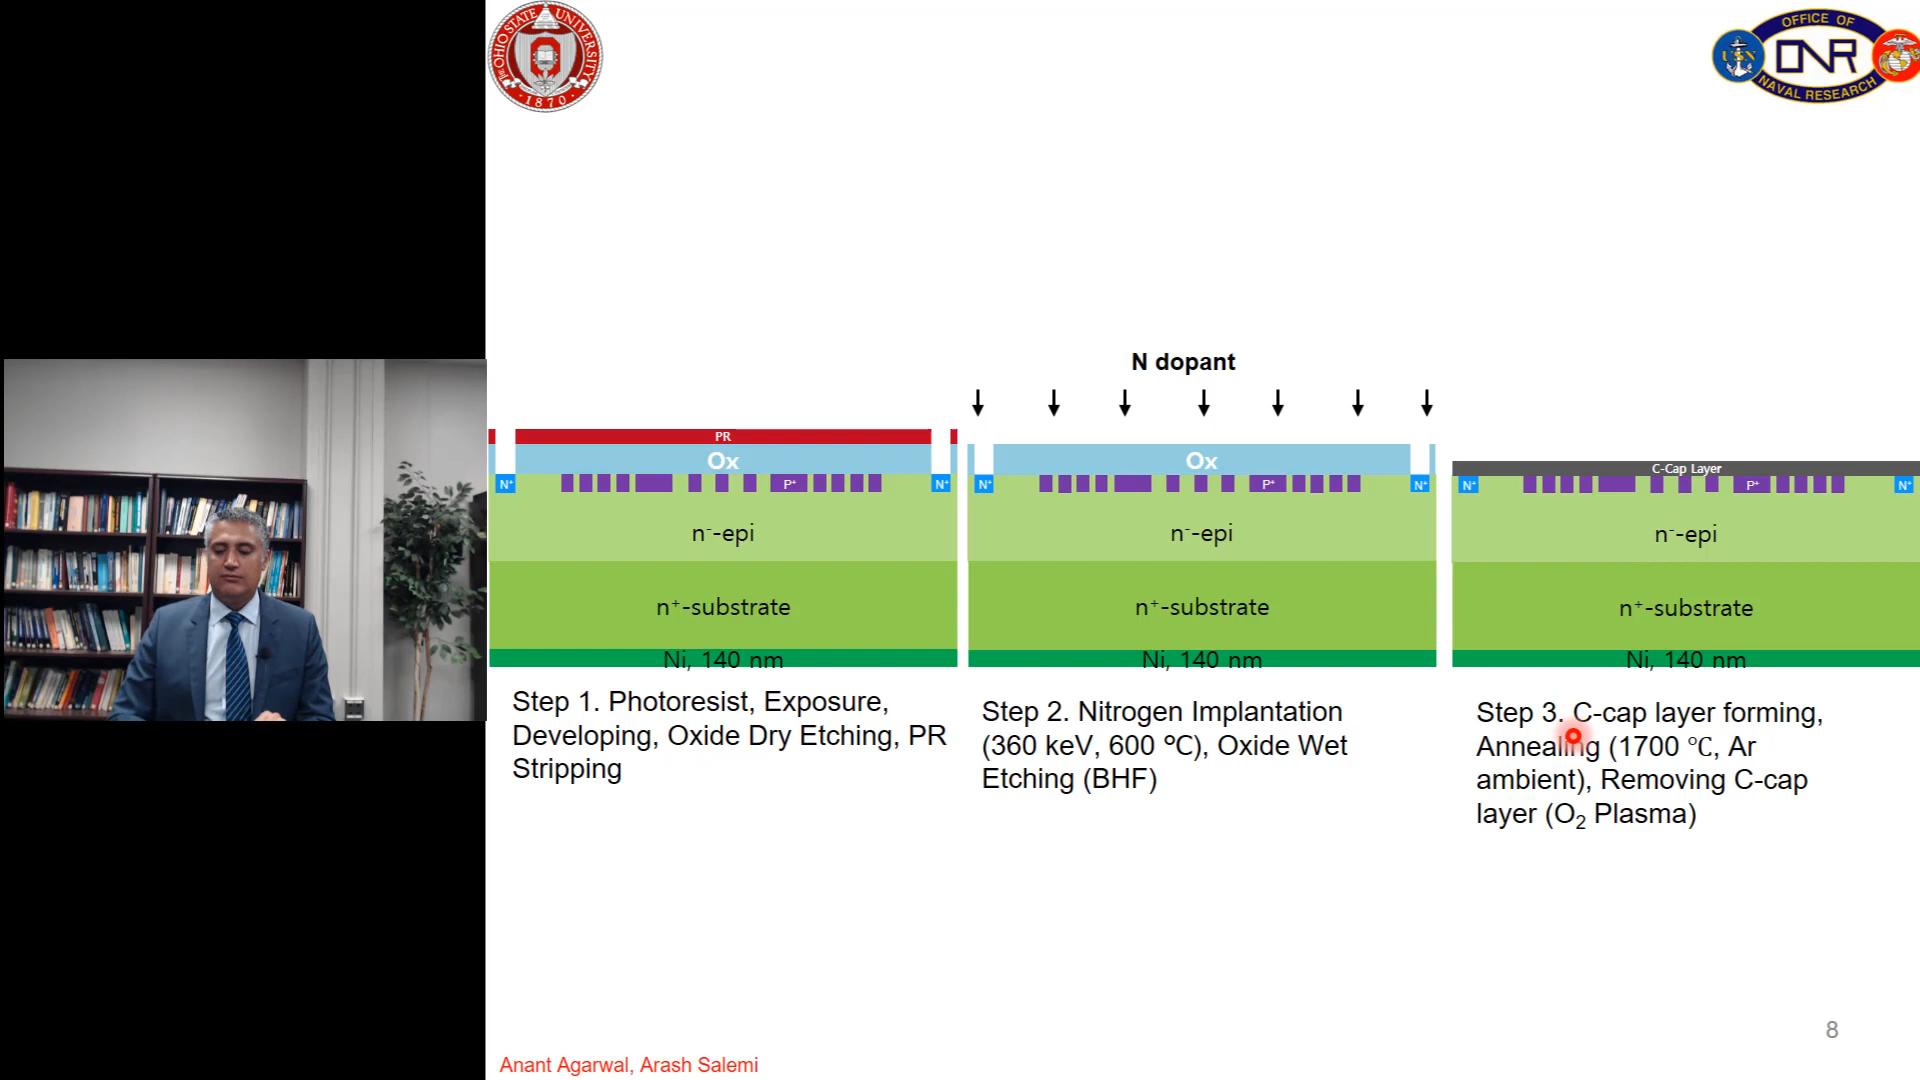 THE OHIO STATE UNIVERSITY
1870
OFFICE OF
USN
ONR
NAVAL RESEARCH
N dopant
PR
Ox
N⁺ P⁺ N⁺
n⁻-epi
n⁺-substrate
Ni, 140 nm
Step 1. Photoresist, Exposure,
Developing, Oxide Dry Etching, PR
Stripping
Ox
N⁺ P⁺ N⁺
n⁻-epi
n⁺-substrate
Ni, 140 nm
Step 2. Nitrogen Implantation
(360 keV, 600 ℃), Oxide Wet
Etching (BHF)
C-Cap Layer
N⁺ P⁺ N⁺
n⁻-epi
n⁺-substrate
Ni, 140 nm
Step 3. C-cap layer forming,
Annealing (1700 ℃, Ar
ambient), Removing C-cap
layer (O₂ Plasma)
8
Anant Agarwal, Arash Salemi